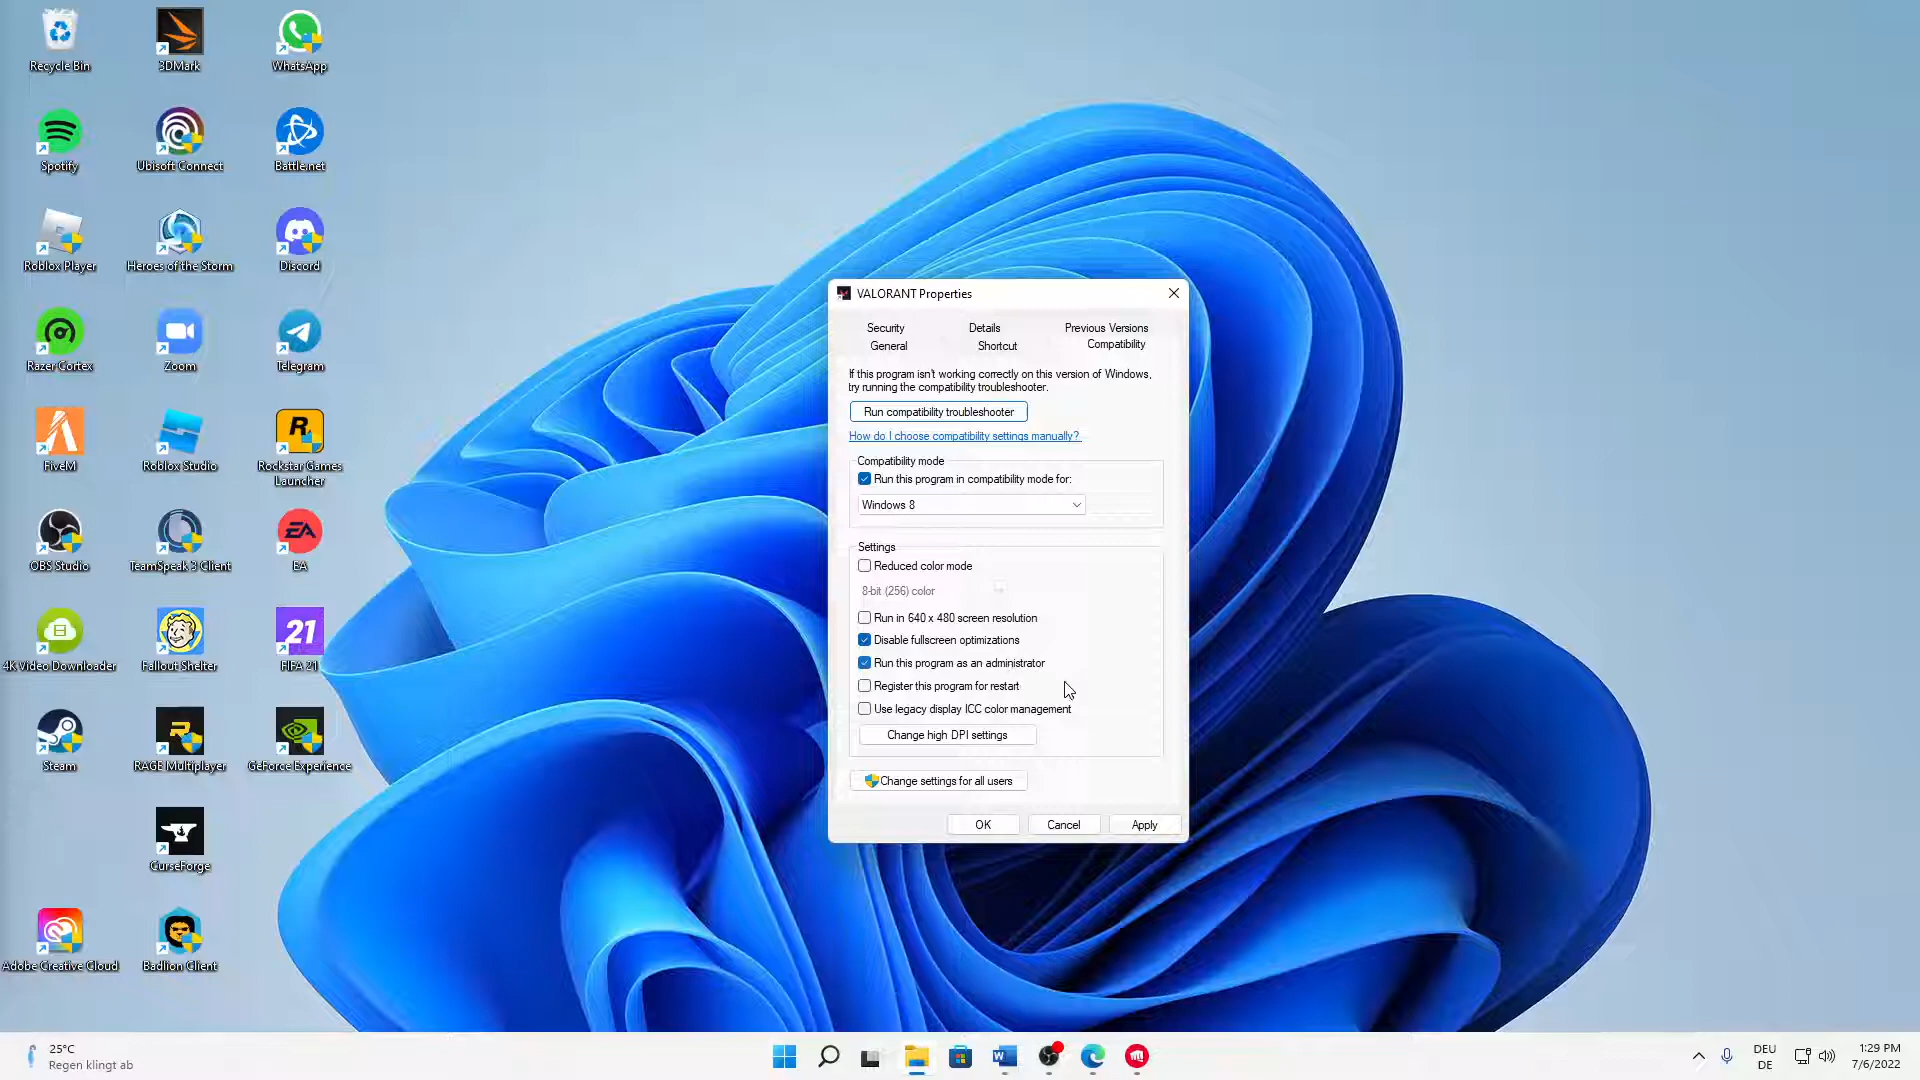 Recycle Bin
3DMark
WhatsApp
Spotify
Ubisoft Connect
Battle.net
Roblox Player
Heroes of the Storm
Discord
Razer Cortex
Zoom
Telegram
FiveM
Roblox Studio
Rockstar Games
Launcher
OBS Studio
TeamSpeak 3 Client
EA
4K Video Downloader
Fallout Shelter
21
FIFA 21
Steam
RAGE Multiplayer
GeForce Experience
CurseForge
Adobe Creative Cloud
Badlion Client
VALORANT Properties
Security
Details
Previous Versions
General
Shortcut
Compatibility
If this program isn't working correctly on this version of Windows,
try running the compatibility troubleshooter.
Run compatibility troubleshooter
How do I choose compatibility settings manually?
Compatibility mode
Run this program in compatibility mode for:
Windows 8
Settings
Reduced color mode
8-bit (256) color
Run in 640 x 480 screen resolution
Disable fullscreen optimizations
Run this program as an administrator
Register this program for restart
Use legacy display ICC color management
Change high DPI settings
Change settings for all users
OK
Cancel
Apply
25°C
Regen klingt ab
DEU
DE
1:29 PM
7/6/2022